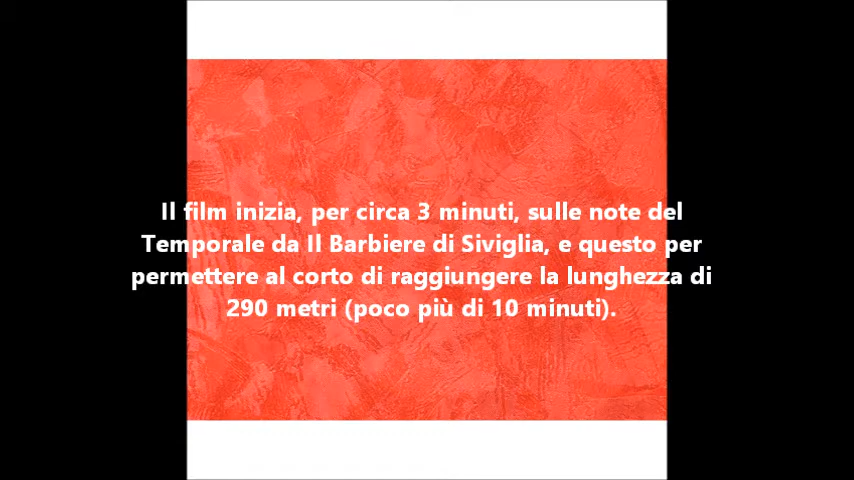 Il film inizia, per circa 3 minuti, sulle note del
Temporale da Il Barbiere di Siviglia, e questo per
permettere al corto di raggiungere la lunghezza di
290 metri (poco più di 10 minuti).